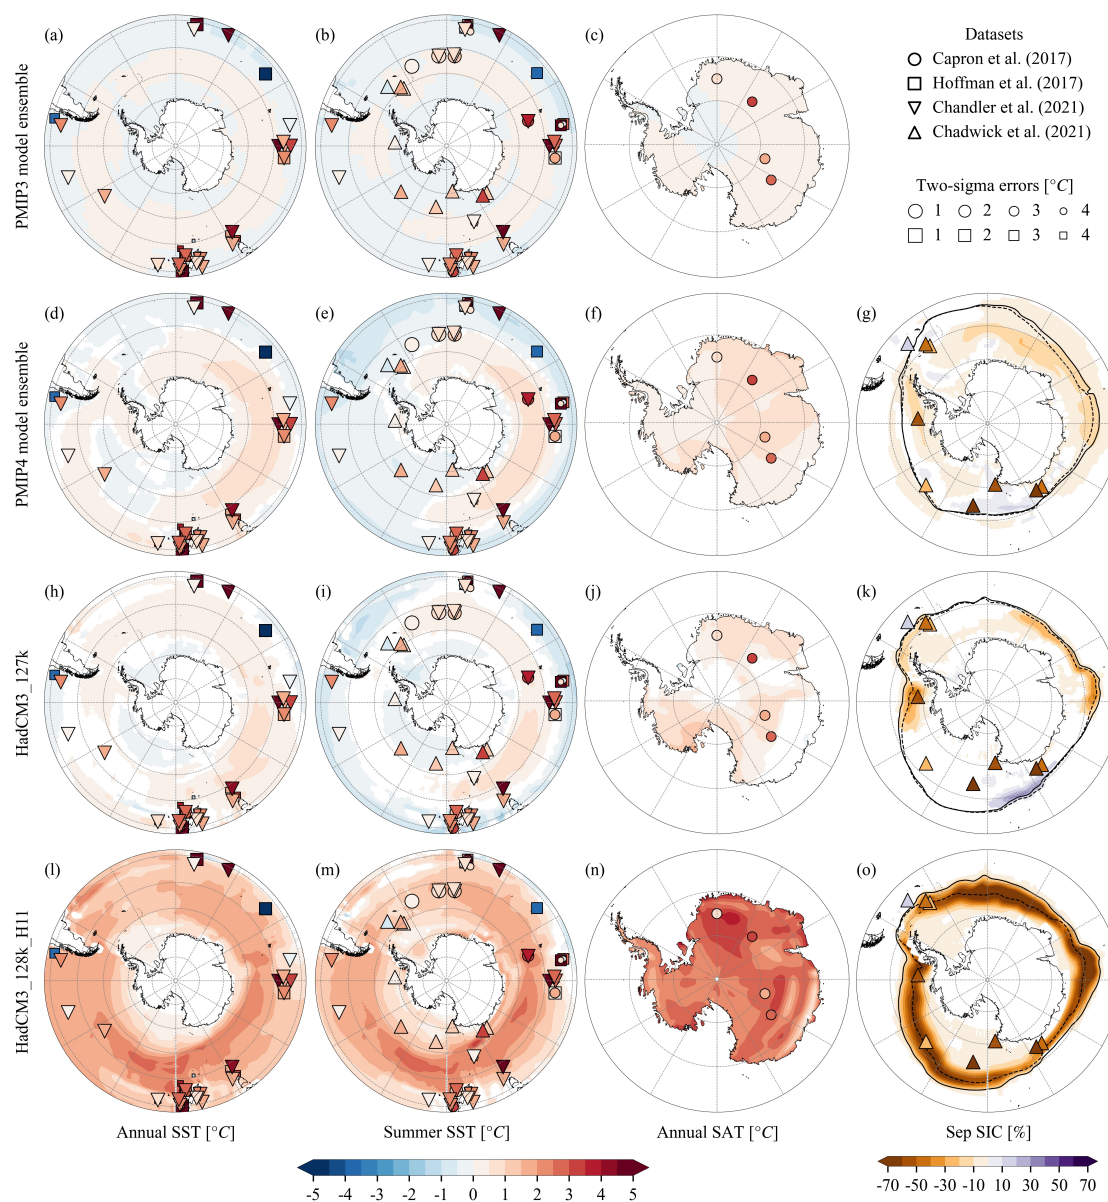 (a)
(b)
(c)
Datasets
Capron et al. (2017)
Hoffman et al. (2017)
Chandler et al. (2021)
Chadwick et al. (2021)
Two-sigma errors [°C]
1 2 3 4
1 2 3 4
PMIP3 model ensemble
(d)
(e)
(f)
(g)
PMIP4 model ensemble
(h)
(i)
(j)
(k)
HadCM3_127k
(l)
(m)
(n)
(o)
HadCM3_128k_H11
Annual SST [°C]
Summer SST [°C]
Annual SAT [°C]
Sep SIC [%]
-5 -4 -3 -2 -1 0 1 2 3 4 5
-70 -50 -30 -10 10 30 50 70